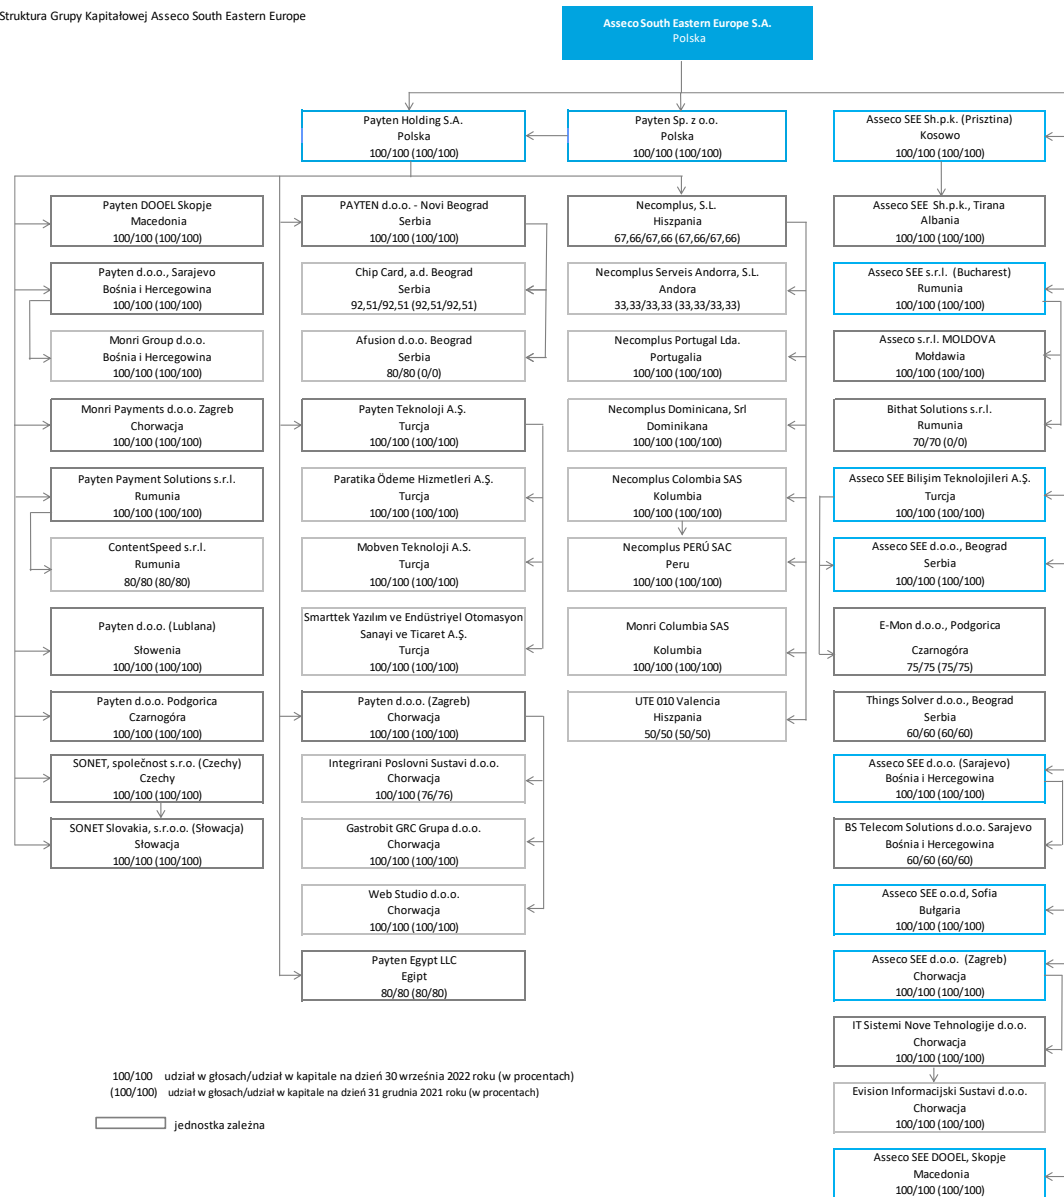 Struktura Grupy Kapitałowej Asseco South Eastern Europe
Asseco South Eastern Europe S.A.
Polska
Payten Holding S.A.
Polska
100/100 (100/100)
Payten Sp. z o.o.
Polska
100/100 (100/100)
Asseco SEE Sh.p.k. (Prisztina)
Kosowo
100/100 (100/100)
Payten DOOEL Skopje
Macedonia
100/100 (100/100)
Payten d.o.o., Sarajevo
Bośnia i Hercegowina
100/100 (100/100)
Monri Group d.o.o.
Bośnia i Hercegowina
100/100 (100/100)
Monri Payments d.o.o. Zagreb
Chorwacja
100/100 (100/100)
Payten Payment Solutions s.r.l.
Rumunia
100/100 (100/100)
ContentSpeed s.r.l.
Rumunia
80/80 (80/80)
Payten d.o.o. (Lublana)
Słowenia
100/100 (100/100)
Payten d.o.o. Podgorica
Czarnogóra
100/100 (100/100)
SONET, společnost s.r.o. (Czechy)
Czechy
100/100 (100/100)
SONET Slovakia, s.r.o.o. (Słowacja)
Słowacja
100/100 (100/100)
PAYTEN d.o.o. - Novi Beograd
Serbia
100/100 (100/100)
Chip Card, a.d. Beograd
Serbia
92,51/92,51 (92,51/92,51)
Afusion d.o.o. Beograd
Serbia
80/80 (0/0)
Payten Teknoloji A.Ş.
Turcja
100/100 (100/100)
Paratika Ödeme Hizmetleri A.Ş.
Turcja
100/100 (100/100)
Mobven Teknoloji A.S.
Turcja
100/100 (100/100)
Smarttek Yazılım ve Endüstriyel Otomasyon
Sanayi ve Ticaret A.Ş.
Turcja
100/100 (100/100)
Payten d.o.o. (Zagreb)
Chorwacja
100/100 (100/100)
Integrirani Poslovni Sustavi d.o.o.
Chorwacja
100/100 (76/76)
Gastrobit GRC Grupa d.o.o.
Chorwacja
100/100 (100/100)
Web Studio d.o.o.
Chorwacja
100/100 (100/100)
Payten Egypt LLC
Egipt
80/80 (80/80)
Necomplus, S.L.
Hiszpania
67,66/67,66 (67,66/67,66)
Necomplus Serveis Andorra, S.L.
Andora
33,33/33,33 (33,33/33,33)
Necomplus Portugal Lda.
Portugalia
100/100 (100/100)
Necomplus Dominicana, Srl
Dominikana
100/100 (100/100)
Necomplus Colombia SAS
Kolumbia
100/100 (100/100)
Necomplus PERÚ SAC
Peru
100/100 (100/100)
Monri Columbia SAS
Kolumbia
100/100 (100/100)
UTE 010 Valencia
Hiszpania
50/50 (50/50)
Asseco SEE Sh.p.k., Tirana
Albania
100/100 (100/100)
Asseco SEE s.r.l. (Bucharest)
Rumunia
100/100 (100/100)
Asseco s.r.l. MOLDOVA
Mołdawia
100/100 (100/100)
Bithat Solutions s.r.l.
Rumunia
70/70 (0/0)
Asseco SEE Bilişim Teknolojileri A.Ş.
Turcja
100/100 (100/100)
Asseco SEE d.o.o., Beograd
Serbia
100/100 (100/100)
E-Mon d.o.o., Podgorica
Czarnogóra
75/75 (75/75)
Things Solver d.o.o., Beograd
Serbia
60/60 (60/60)
Asseco SEE d.o.o. (Sarajevo)
Bośnia i Hercegowina
100/100 (100/100)
BS Telecom Solutions d.o.o. Sarajevo
Bośnia i Hercegowina
60/60 (60/60)
Asseco SEE o.o.d, Sofia
Bułgaria
100/100 (100/100)
Asseco SEE d.o.o. (Zagreb)
Chorwacja
100/100 (100/100)
IT Sistemi Nove Tehnologije d.o.o.
Chorwacja
100/100 (100/100)
Evision Informacijski Sustavi d.o.o.
Chorwacja
100/100 (100/100)
Asseco SEE DOOEL, Skopje
Macedonia
100/100 (100/100)
100/100 udział w głosach/udział w kapitale na dzień 30 września 2022 roku (w procentach)
(100/100) udział w głosach/udział w kapitale na dzień 31 grudnia 2021 roku (w procentach)
jednostka zależna